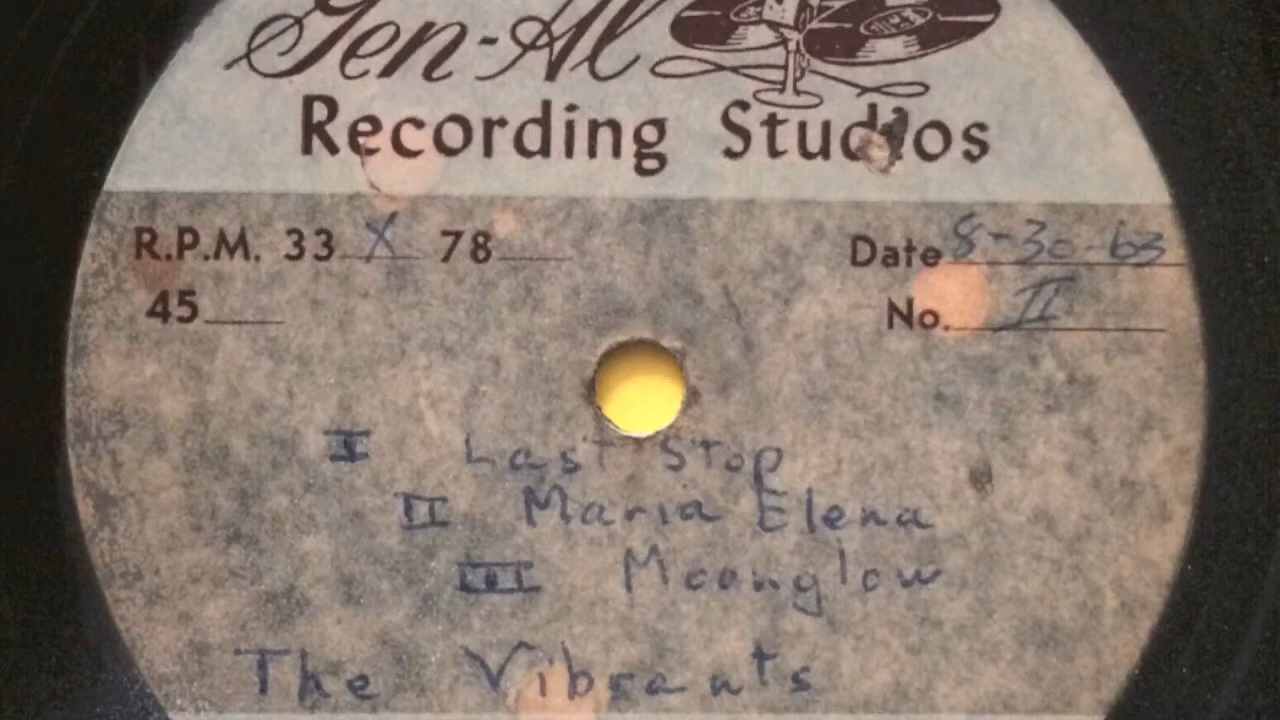 Gen-Al
Recording Studios
R.P.M. 33 X 78 Date 8-30-63
45 No. II
I Last Stop
II Maria Elena
III Moonglow
The Vibrants